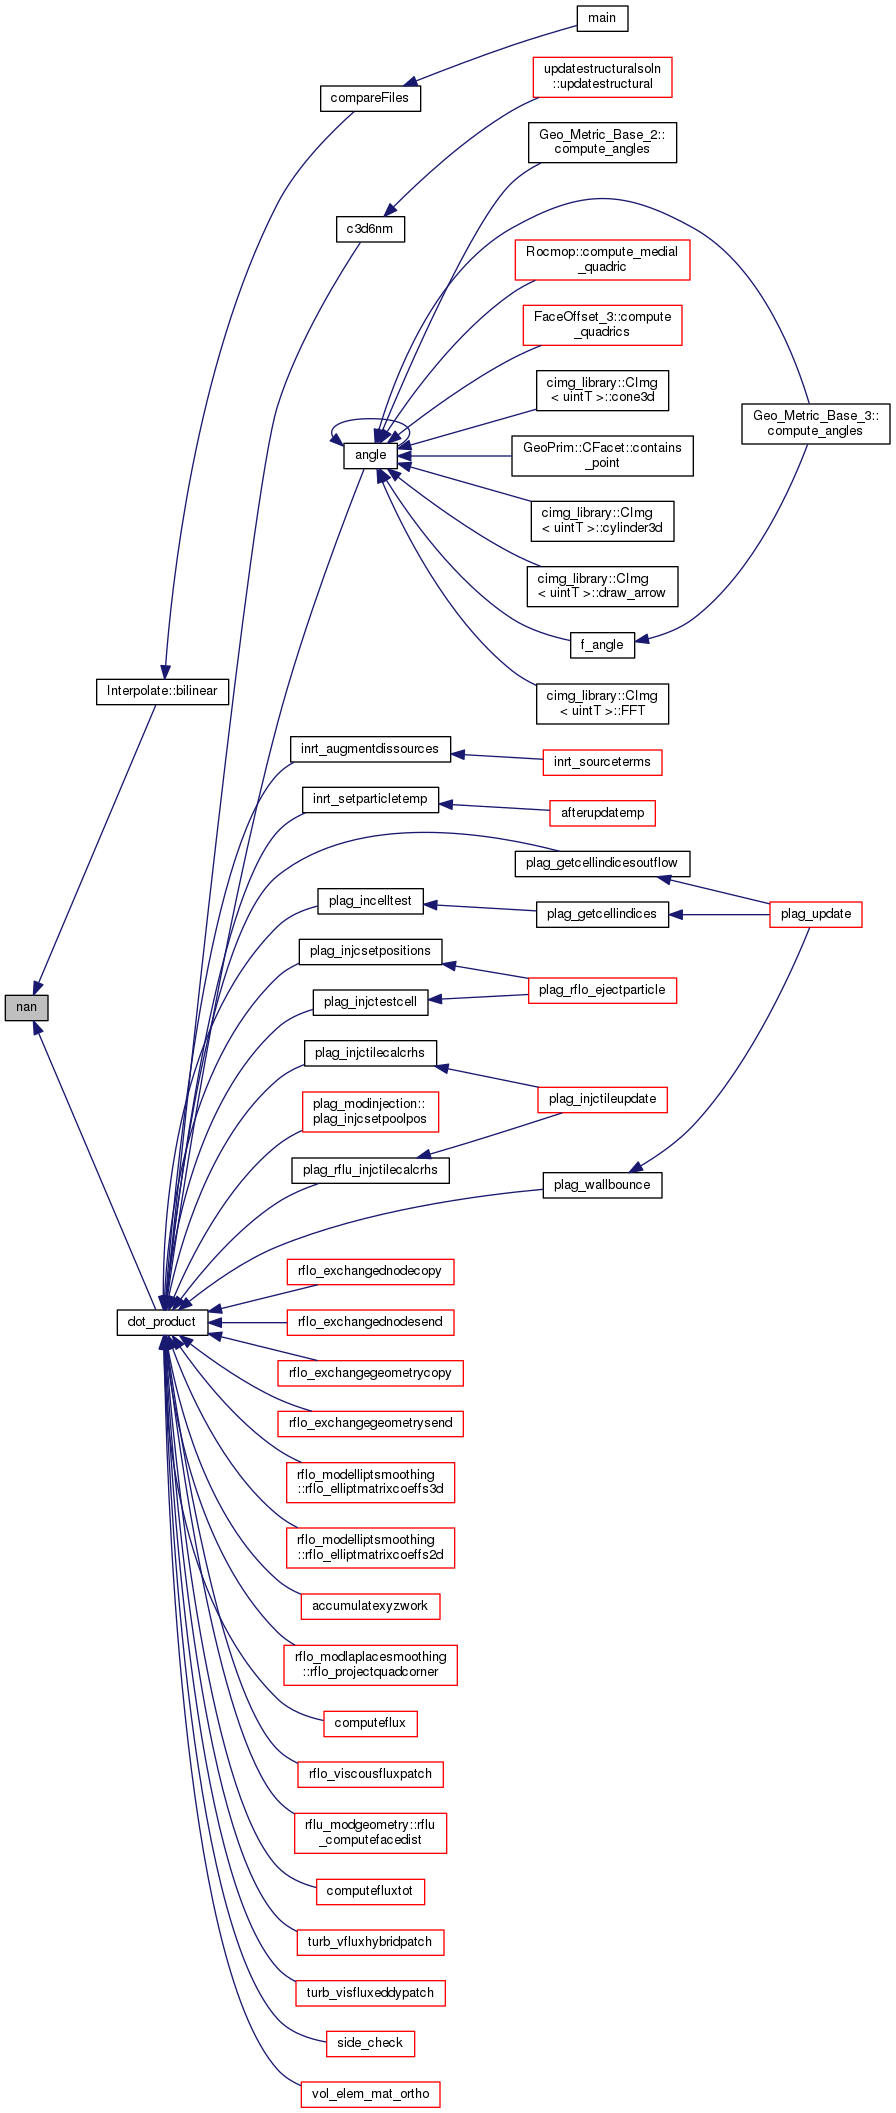 main
compareFiles
updatestructuralsoln
::updatestructural
Geo_Metric_Base_2::
compute_angles
c3d6nm
Rocmop::compute_medial
_quadric
FaceOffset_3::compute
_quadrics
cimg_library::CImg
< uintT >::cone3d
Geo_Metric_Base_3::
compute_angles
angle
GeoPrim::CFacet::contains
_point
cimg_library::CImg
< uintT >::cylinder3d
cimg_library::CImg
< uintT >::draw_arrow
f_angle
Interpolate::bilinear
cimg_library::CImg
< uintT >::FFT
inrt_augmentdissources
inrt_sourceterms
inrt_setparticletemp
afterupdatemp
plag_getcellindicesoutflow
plag_incelltest
plag_getcellindices
plag_update
plag_injcsetpositions
plag_rflo_ejectparticle
plag_injctestcell
nan
plag_injctilecalcrhs
plag_injctileupdate
plag_modinjection::
plag_injcsetpoolpos
plag_rflu_injctilecalcrhs
plag_wallbounce
rflo_exchangednodecopy
dot_product
rflo_exchangednodesend
rflo_exchangegeometrycopy
rflo_exchangegeometrysend
rflo_modelliptsmoothing
::rflo_elliptmatrixcoeffs3d
rflo_modelliptsmoothing
::rflo_elliptmatrixcoeffs2d
accumulatexyzwork
rflo_modlaplacesmoothing
::rflo_projectquadcorner
computeflux
rflo_viscousfluxpatch
rflu_modgeometry::rflu
_computefacedist
computefluxtot
turb_vfluxhybridpatch
turb_visfluxeddypatch
side_check
vol_elem_mat_ortho